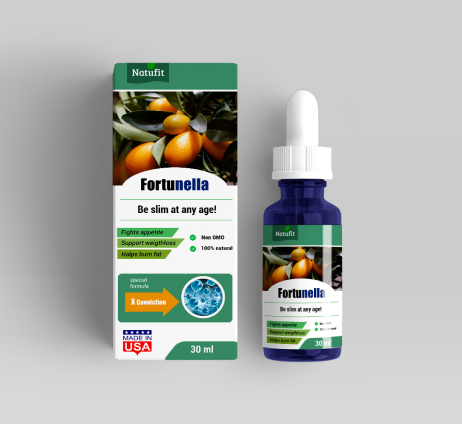 Natufit
Fortunella
Be slim at any age!
Fights appetite
Support weigthloss
Halps burn fat
Non GMO
100% natural
special
formula
X Conviction
MADE IN
USA
30 ml
Natufit
Fortunella
Be slim at any age!
Fights appetite
Support weigthloss
Halps burn fat
30 ml